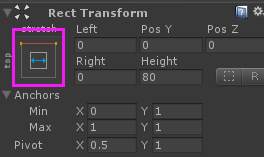 Rect Transform
stretch Left Pos Y Pos Z
top 0 0 0
Right Height
0 80 R
Anchors
Min X 0 Y 1
Max X 1 Y 1
Pivot X 0.5 Y 1